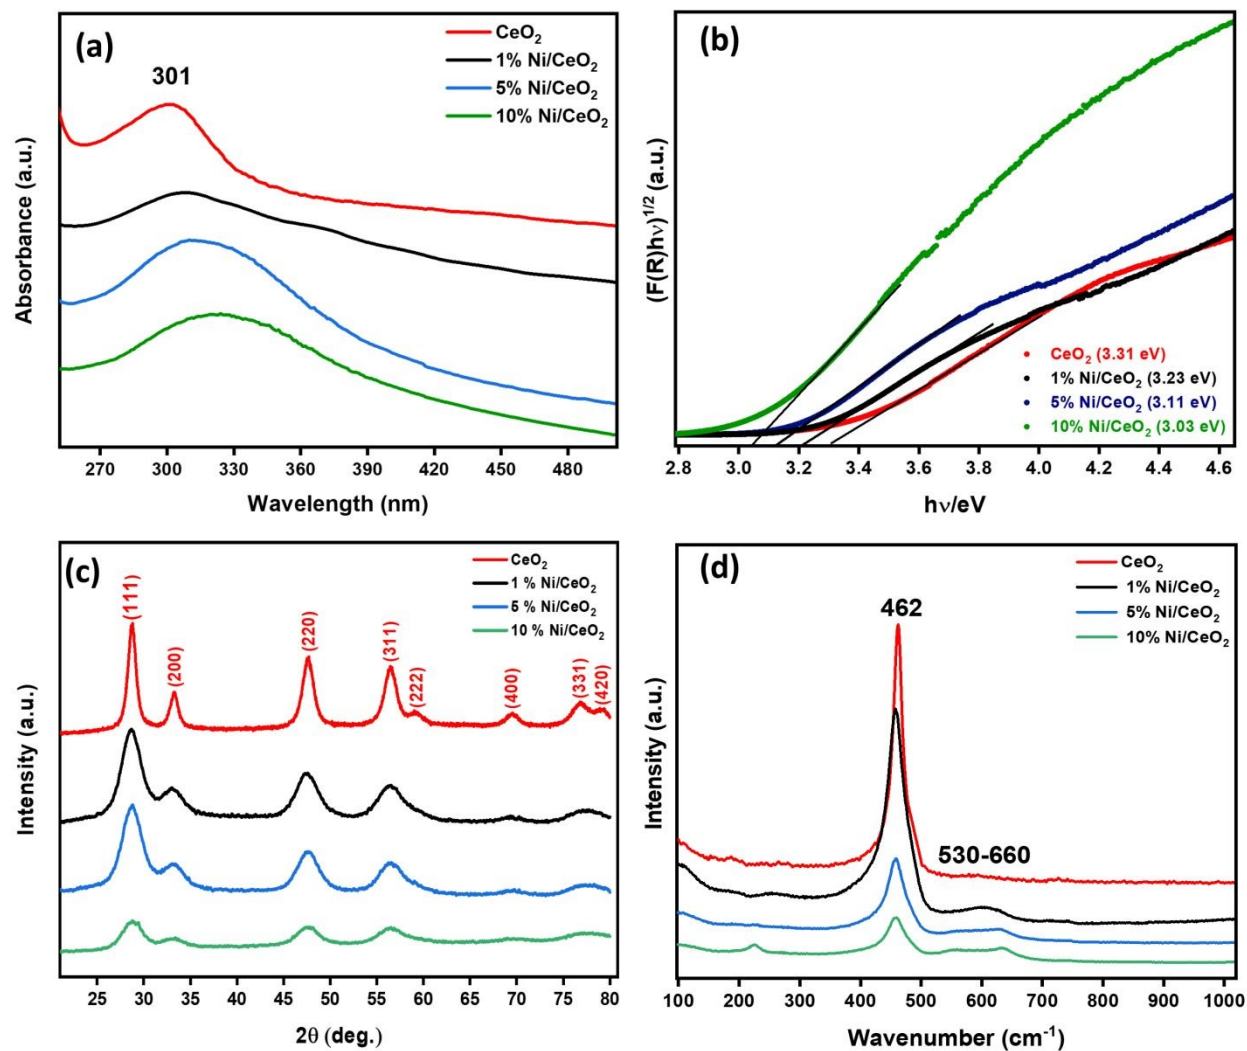 (a)
CeO₂
1% Ni/CeO₂
5% Ni/CeO₂
10% Ni/CeO₂
301
Absorbance (a.u.)
270 300 330 360 390 420 450 480
Wavelength (nm)
(b)
(F(R)hν)^1/2 (a.u.)
CeO₂ (3.31 eV)
1% Ni/CeO₂ (3.23 eV)
5% Ni/CeO₂ (3.11 eV)
10% Ni/CeO₂ (3.03 eV)
2.8 3.0 3.2 3.4 3.6 3.8 4.0 4.2 4.4 4.6
hν/eV
(c)
CeO₂
1 % Ni/CeO₂
5 % Ni/CeO₂
10 % Ni/CeO₂
(111)
(200)
(220)
(311)
(222)
(400)
(331)
(420)
Intensity (a.u.)
25 30 35 40 45 50 55 60 65 70 75 80
2θ (deg.)
(d)
CeO₂
1% Ni/CeO₂
5% Ni/CeO₂
10% Ni/CeO₂
462
530-660
Intensity (a.u.)
100 200 300 400 500 600 700 800 900 1000
Wavenumber (cm⁻¹)